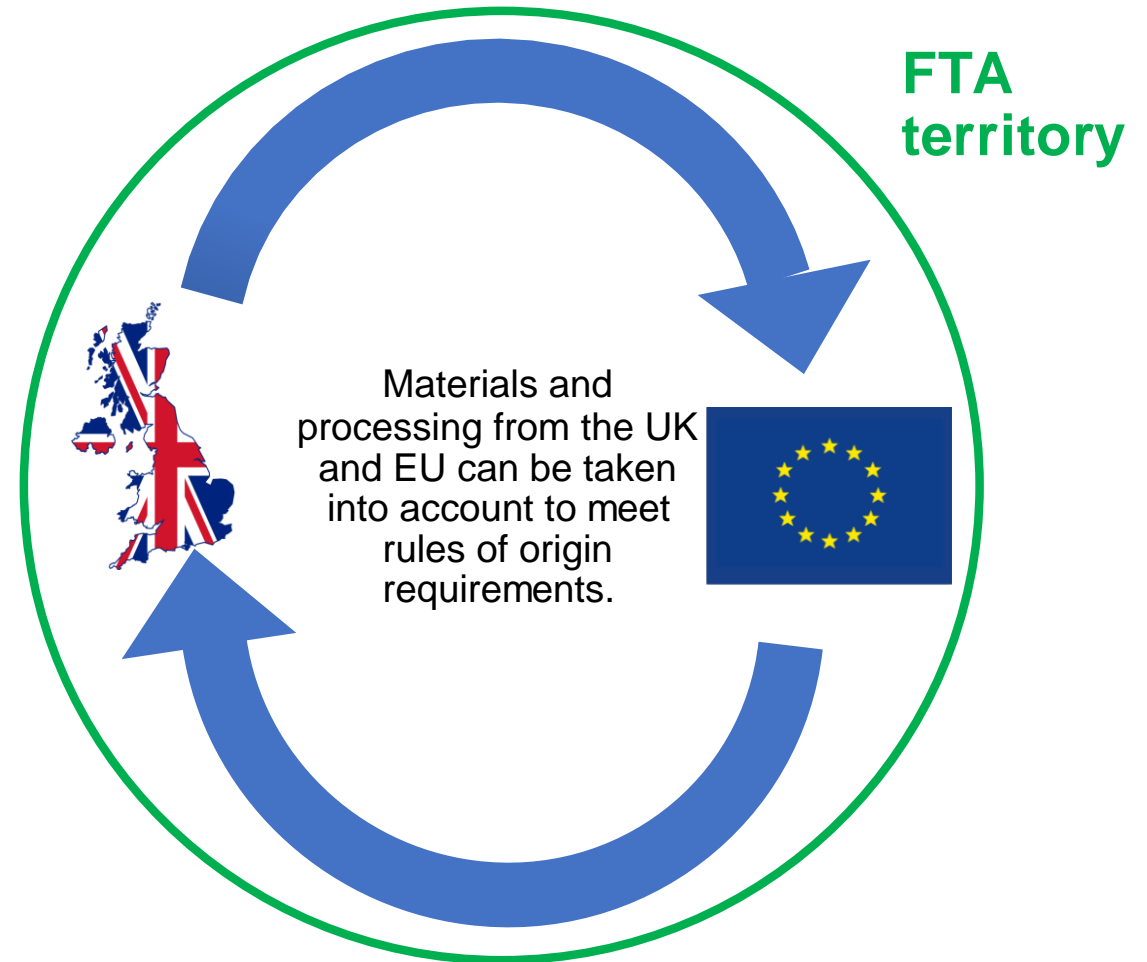 FTA
territory
Materials and
processing from the UK
and EU can be taken
into account to meet
rules of origin
requirements.